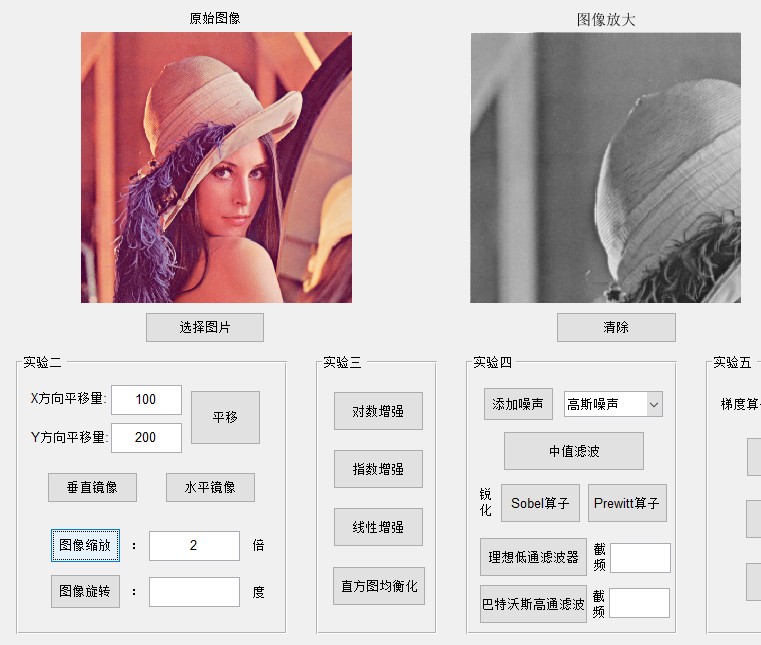 原始图像
图像放大
选择图片
清除
实验二
X方向平移量: 100
平移
Y方向平移量: 200
垂直镜像
水平镜像
图像缩放 : 2 倍
图像旋转 : 度
实验三
对数增强
指数增强
线性增强
直方图均衡化
实验四
添加噪声
高斯噪声
中值滤波
锐化
Sobel算子
Prewitt算子
理想低通滤波器
截频
巴特沃斯高通滤波
截频
实验五
梯度算